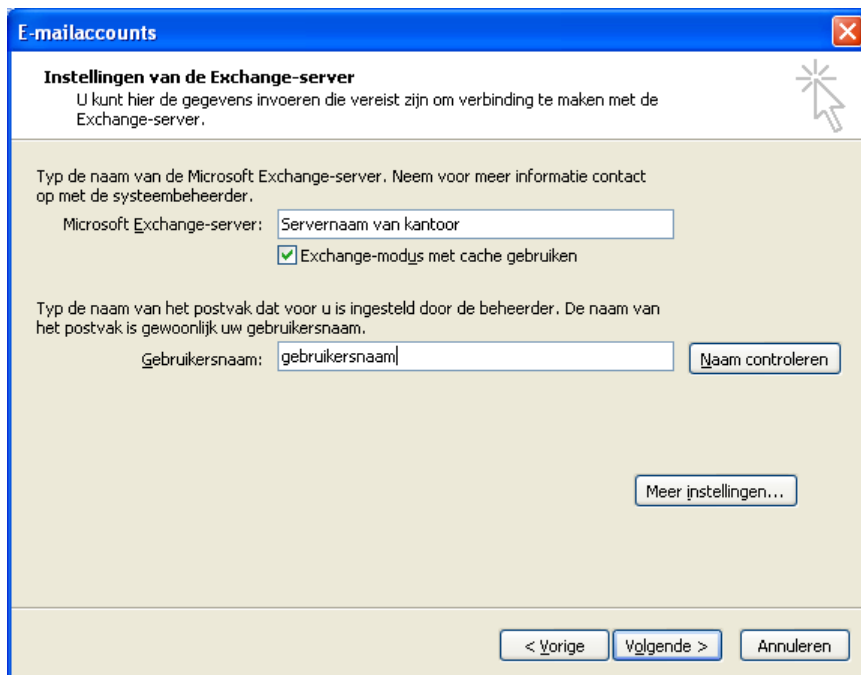 E-mailaccounts
Instellingen van de Exchange-server
U kunt hier de gegevens invoeren die vereist zijn om verbinding te maken met de
Exchange-server.
Typ de naam van de Microsoft Exchange-server. Neem voor meer informatie contact
op met de systeembeheerder.
Microsoft Exchange-server: Servernaam van kantoor
Exchange-modus met cache gebruiken
Typ de naam van het postvak dat voor u is ingesteld door de beheerder. De naam van
het postvak is gewoonlijk uw gebruikersnaam.
Gebruikersnaam: gebruikersnaam Naam controleren
Meer instellingen...
< Vorige Volgende > Annuleren